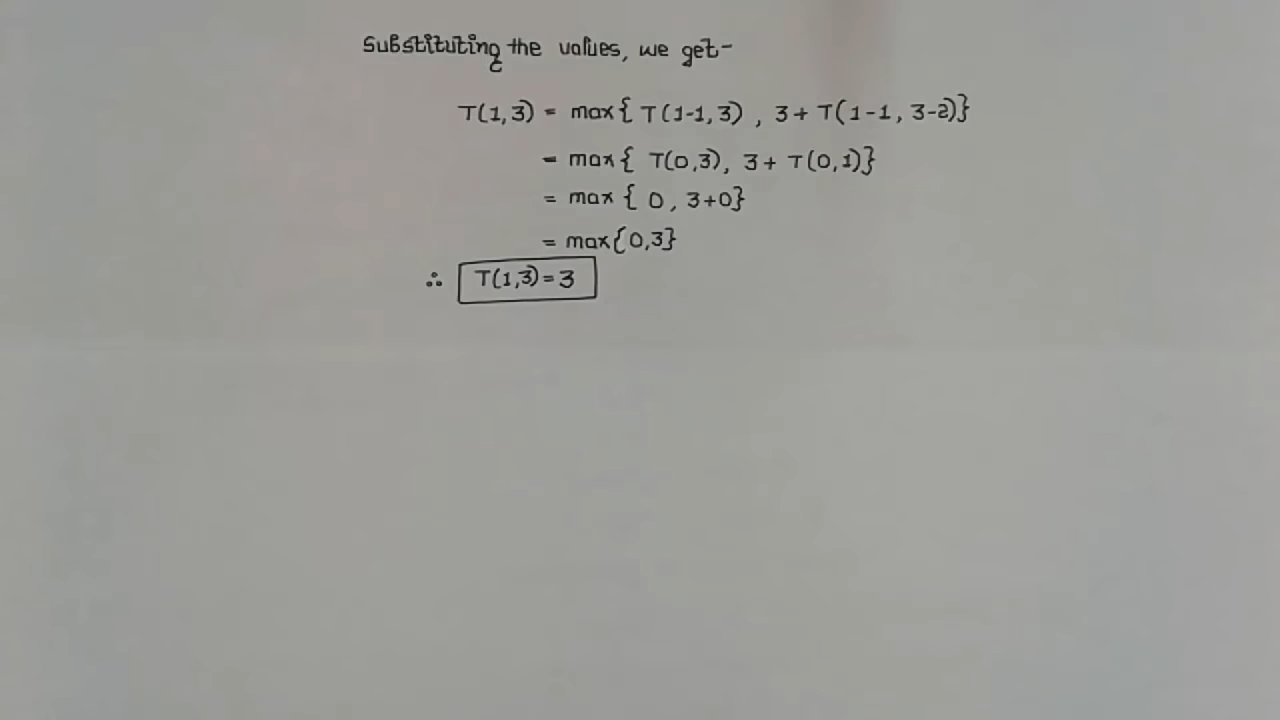 Substituting the values, we get-
T(1,3) = max{ T(1-1,3) , 3+ T(1-1, 3-2)}
= max{ T(0,3), 3+ T(0,1)}
= max { 0, 3+0}
= max{0,3}
∴ T(1,3)=3